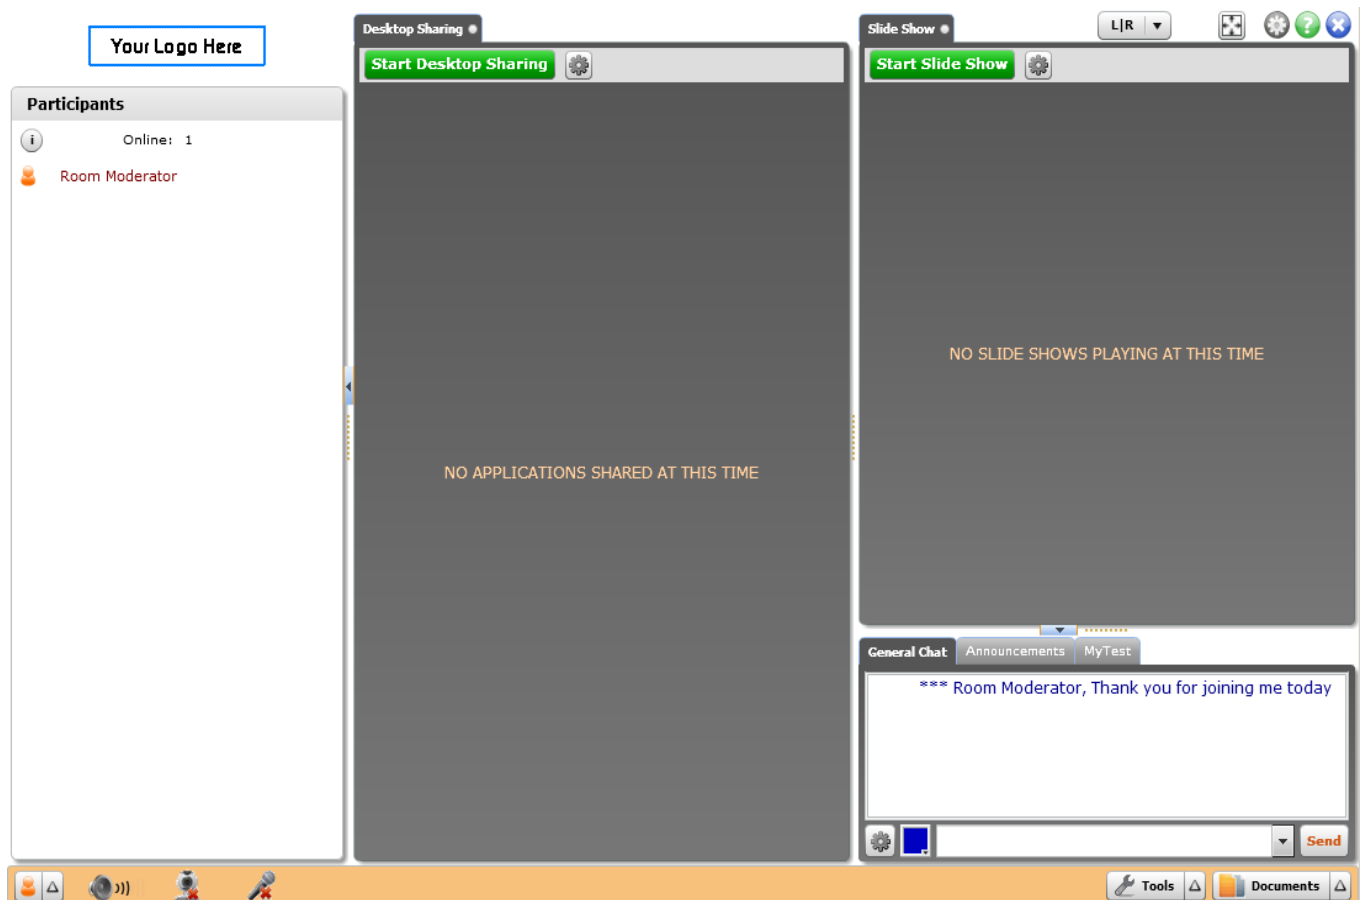 Your Logo Here
Participants
Online: 1
Room Moderator
Desktop Sharing
Start Desktop Sharing
NO APPLICATIONS SHARED AT THIS TIME
Slide Show
L|R
Start Slide Show
NO SLIDE SHOWS PLAYING AT THIS TIME
General Chat Announcements MyTest
*** Room Moderator, Thank you for joining me today
Send
Tools Documents